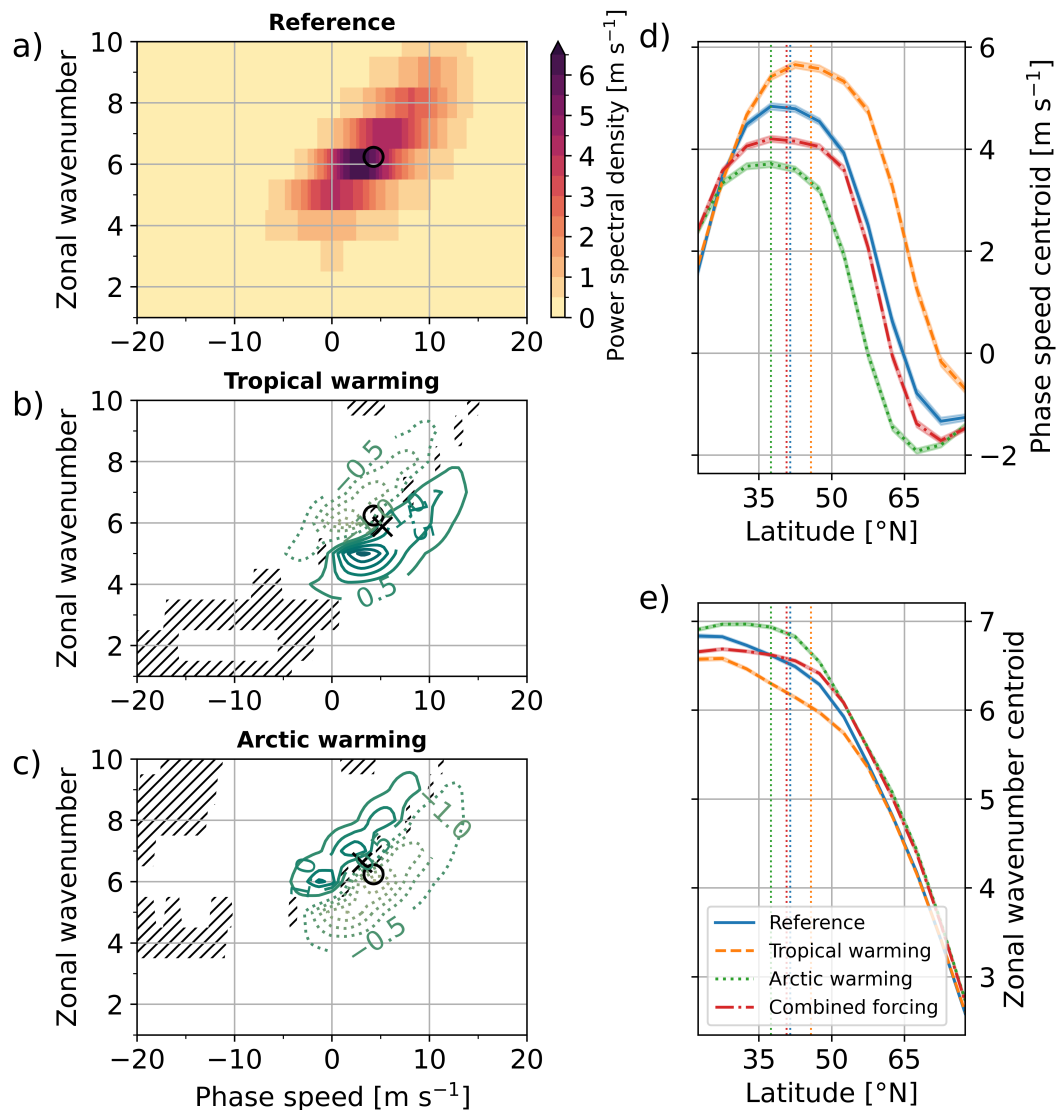 a)
Reference
Zonal wavenumber
10
8
6
4
2
−20
−10
0
10
20
6
5
4
3
2
1
0
Power spectral density [m s⁻¹]
b)
Tropical warming
Zonal wavenumber
10
8
6
4
2
−0.5
0.5
−20
−10
0
10
20
c)
Arctic warming
Zonal wavenumber
10
8
6
4
2
−1.0
−0.5
−20
−10
0
10
20
Phase speed [m s⁻¹]
d)
6
4
2
0
−2
Phase speed centroid [m s⁻¹]
35
50
65
Latitude [°N]
e)
7
6
5
4
3
Zonal wavenumber centroid
Reference
Tropical warming
Arctic warming
Combined forcing
35
50
65
Latitude [°N]